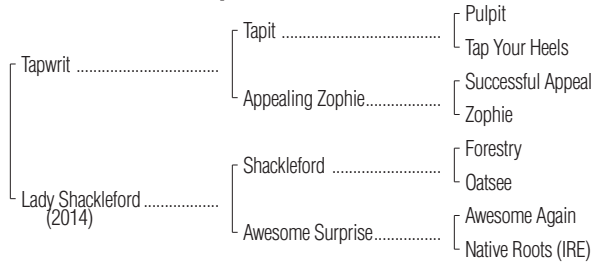 Pulpit
Tapit ........................................
Tap Your Heels
Tapwrit ....................................
Successful Appeal
Appealing Zophie...................
Zophie
Forestry
Shackleford ...........................
Oatsee
Lady Shackleford ...................
(2014)
Awesome Again
Awesome Surprise.................
Native Roots (IRE)